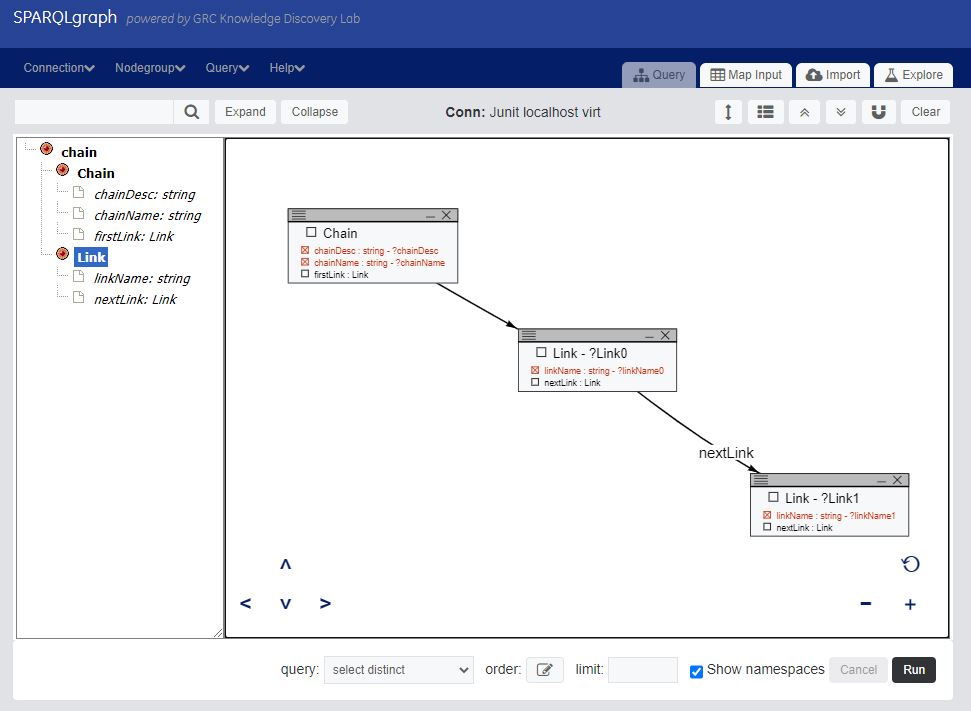 SPARQLgraph powered by GRC Knowledge Discovery Lab
Connection Nodegroup Query Help
Query Map Input Import Explore
Expand Collapse Conn: Junit localhost virt Clear
chain
Chain
chainDesc: string
chainName: string
firstLink: Link
Link
linkName: string
nextLink: Link
Chain
chainDesc : string - ?chainDesc
chainName : string - ?chainName
firstLink : Link
Link - ?Link0
linkName : string - ?linkName0
nextLink : Link
nextLink
Link - ?Link1
linkName : string - ?linkName1
nextLink : Link
query: select distinct order: limit: Show namespaces Cancel Run